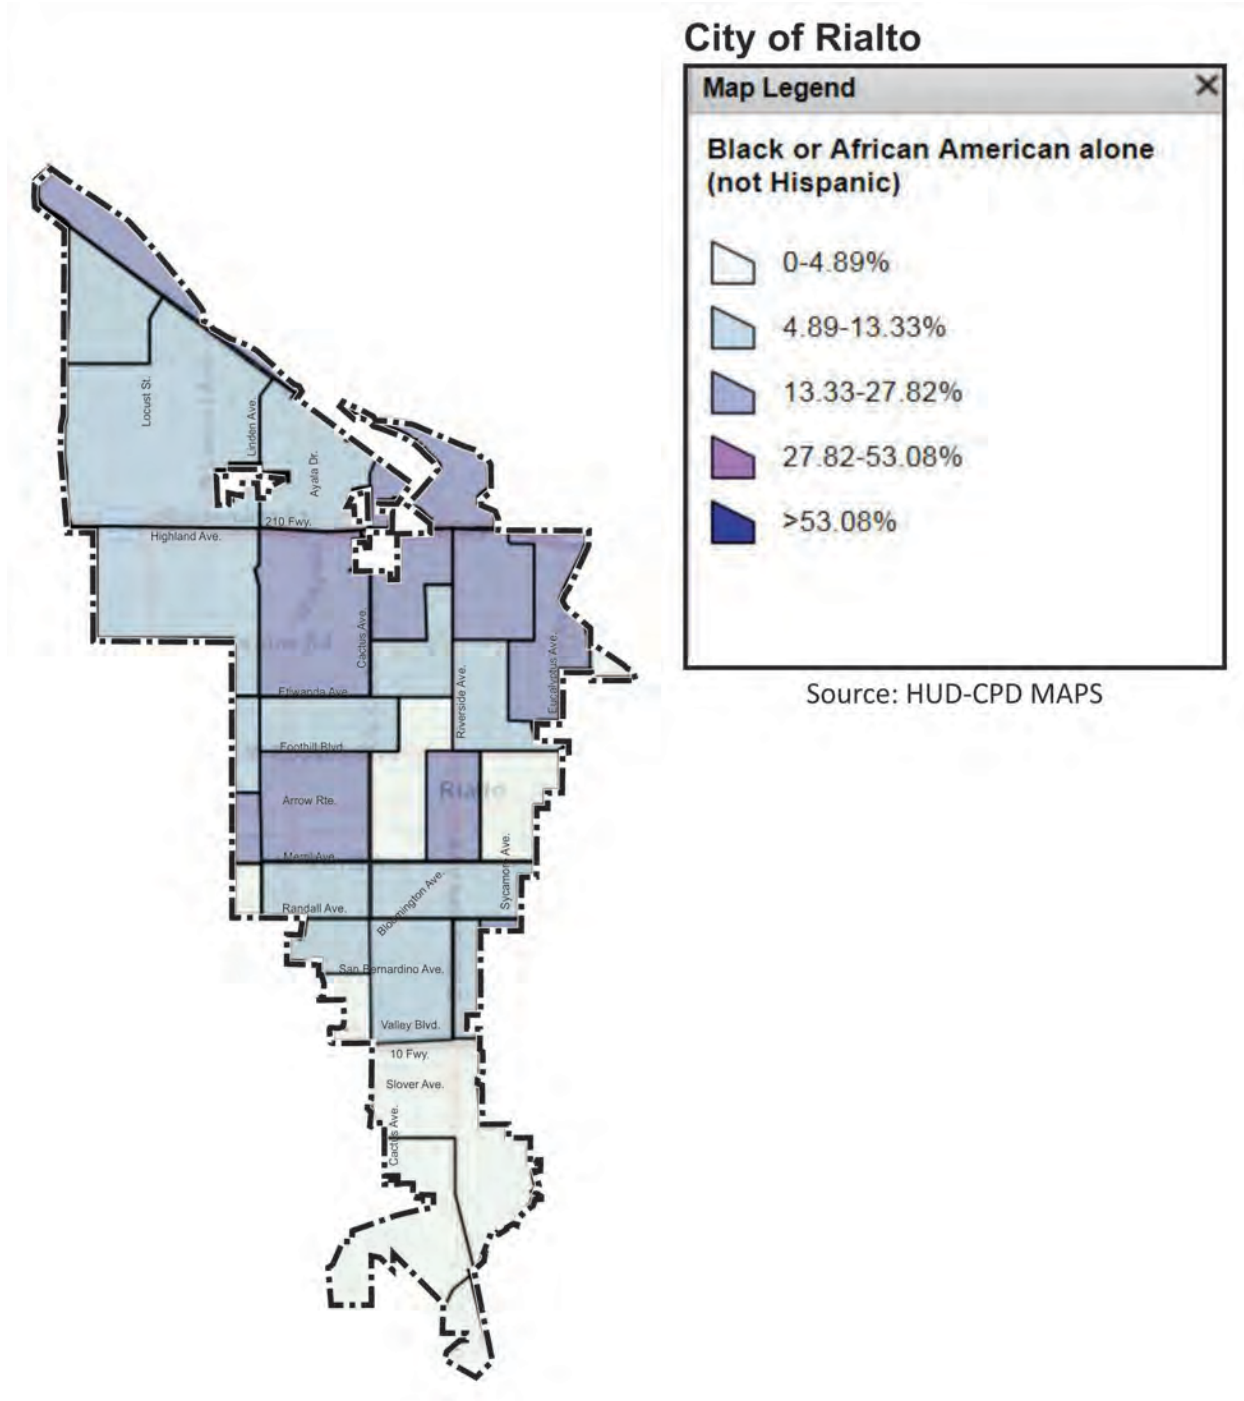 City of Rialto
Map Legend
Black or African American alone
(not Hispanic)
0-4.89%
4.89-13.33%
13.33-27.82%
27.82-53.08%
>53.08%
Source: HUD-CPD MAPS
Locust St.
Linden Ave.
Ayala Dr.
210 Fwy.
Highland Ave.
Cactus Ave.
Eucalyptus Ave.
Riverside Ave.
Etiwanda Ave.
Foothill Blvd.
Rialto
Arrow Rte.
Sycamore Ave.
Bloomington Ave.
Randall Ave.
San Bernardino Ave.
Valley Blvd.
10 Fwy.
Slover Ave.
Cactus Ave.